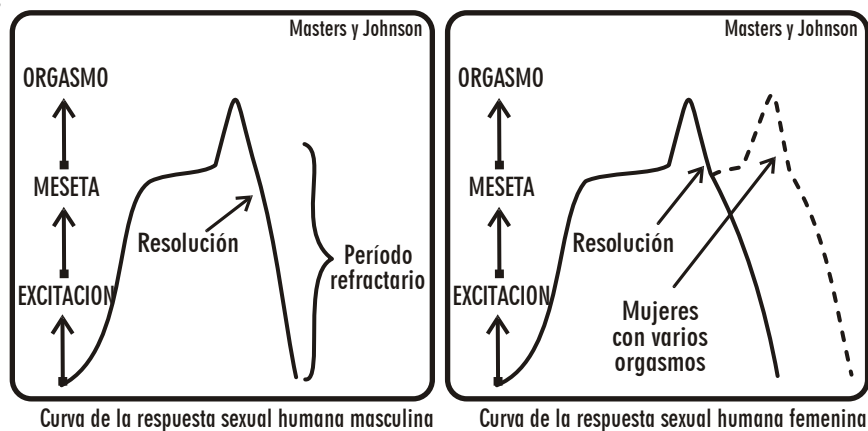 Masters y Johnson
ORGASMO
MESETA
Resolución
Período
refractario
EXCITACION
Curva de la respuesta sexual humana masculina
Masters y Johnson
ORGASMO
MESETA
Resolución
EXCITACION
Mujeres
con varios
orgasmos
Curva de la respuesta sexual humana femenina